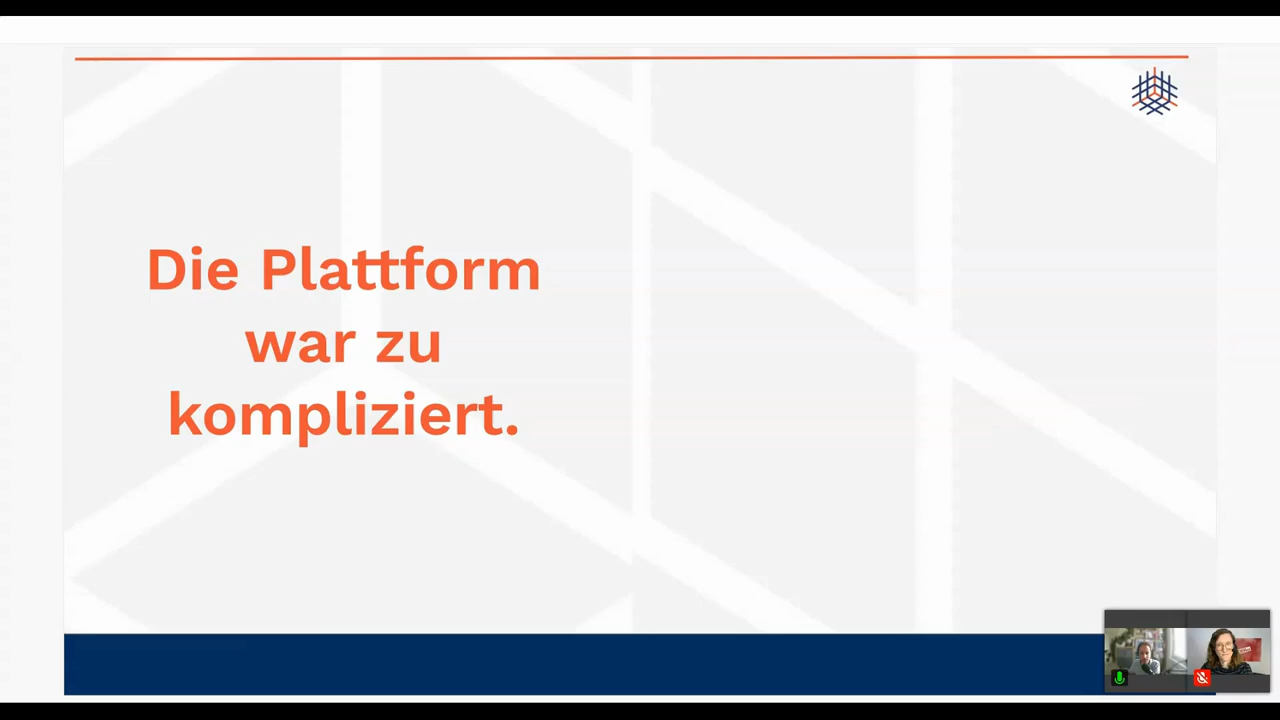 Die Plattform
war zu
kompliziert.